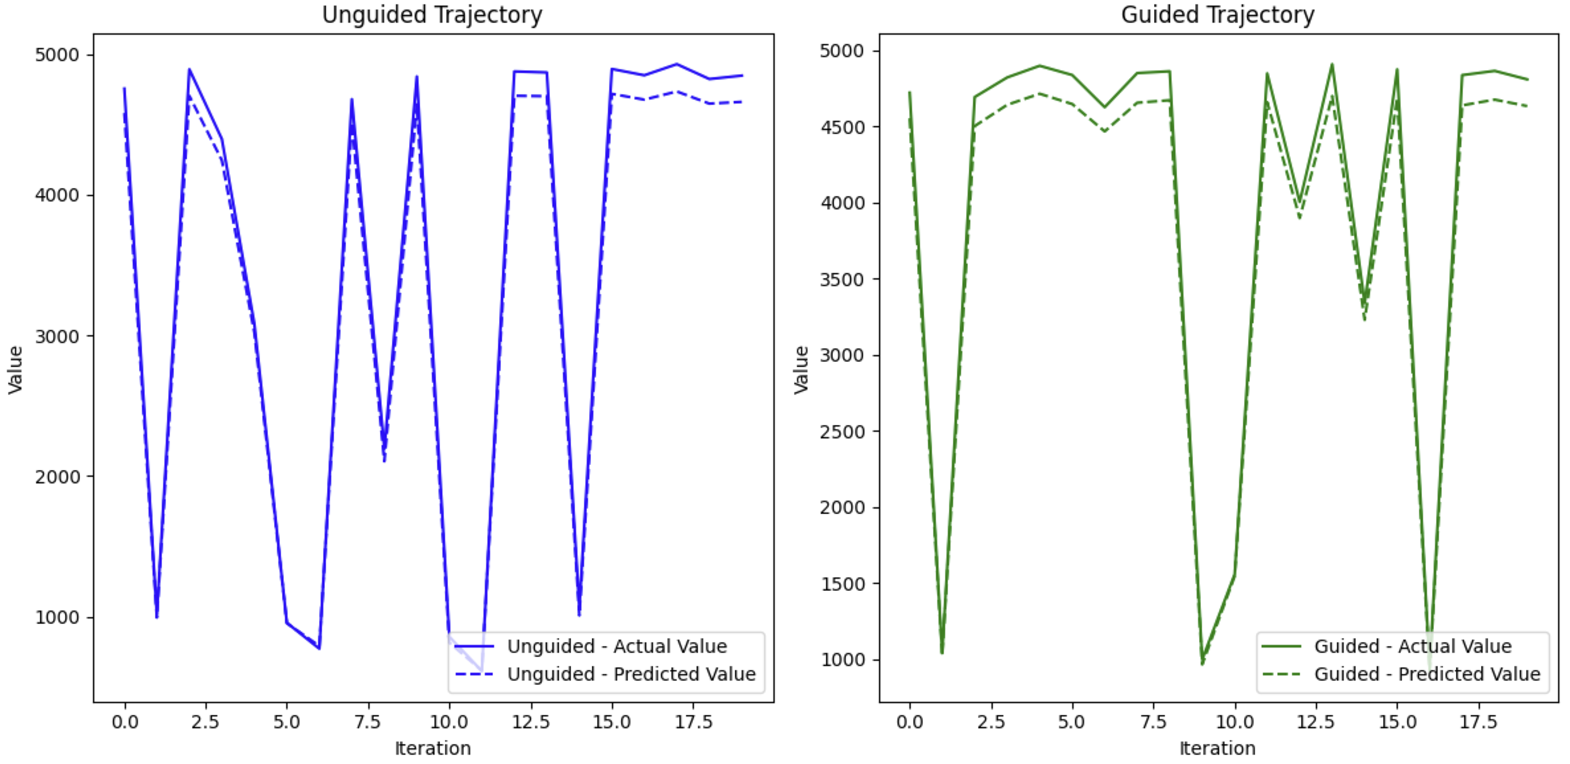 Unguided Trajectory
5000
4000
3000
2000
1000
Value
0.0 2.5 5.0 7.5 10.0 12.5 15.0 17.5
Iteration
Unguided - Actual Value
Unguided - Predicted Value
Guided Trajectory
5000
4500
4000
3500
3000
2500
2000
1500
1000
Value
0.0 2.5 5.0 7.5 10.0 12.5 15.0 17.5
Iteration
Guided - Actual Value
Guided - Predicted Value